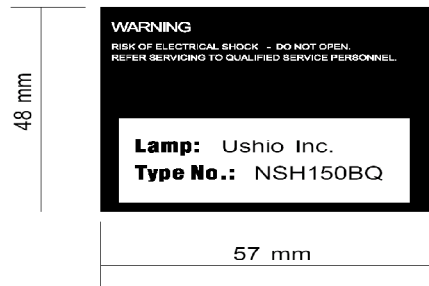 WARNING
RISK OF ELECTRICAL SHOCK - DO NOT OPEN.
REFER SERVICING TO QUALIFIED SERVICE PERSONNEL.
48 mm
Lamp: Ushio Inc.
Type No.: NSH150BQ
57 mm